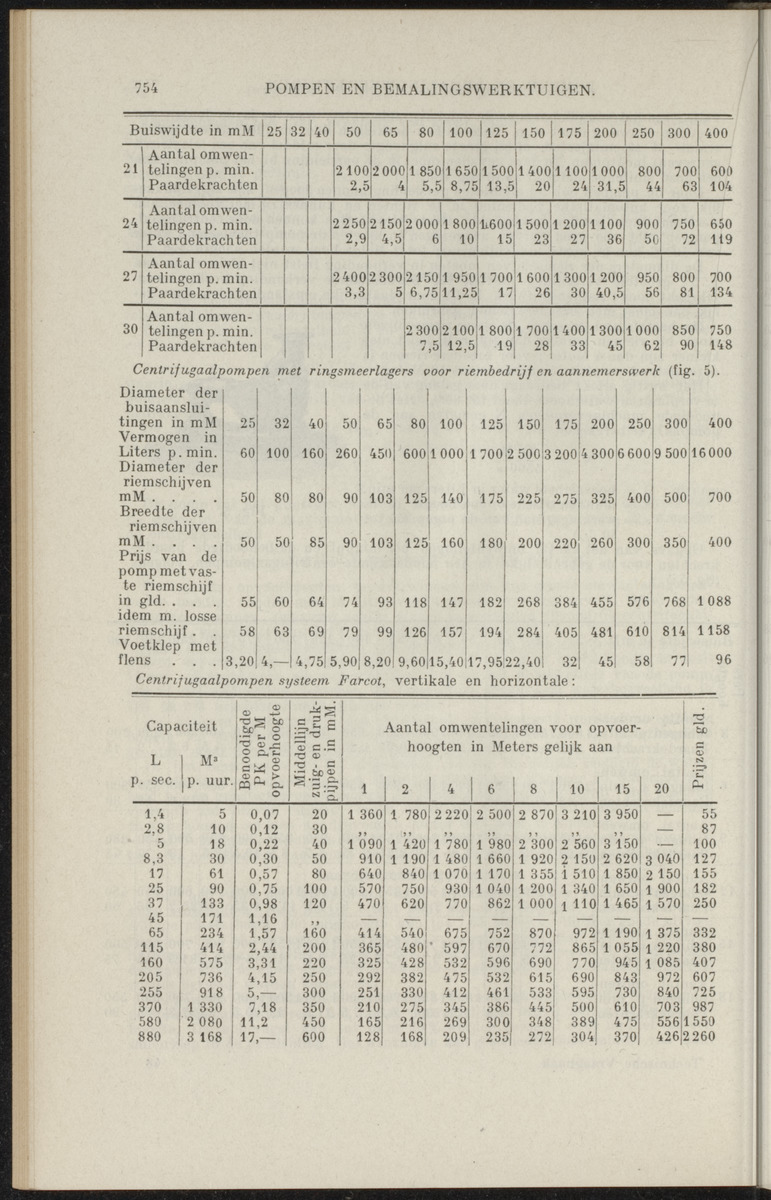 754 POMPEN EN BEMALINGSWERKTUIGEN.
Buiswijdte in mM 25 32 40 50 65 80 100 125 150 175 200 250 300 400
Aantal omwen-
21 telingen p. min. 2 100 2 000 1 850 1 650 1 500 1 400 1 100 1 000 800 700 600
Paardekrachten 2,5 4 5,5 8,75 13,5 20 24 31,5 44 63 104
Aantal omwen-
24 telingen p. min. 2 250 2 150 2 000 1 800 1600 1 500 1 200 1 100 900 750 650
Paardekrachten 2,9 4,5 6 10 15 23 27 36 50 72 119
Aantal omwen-
27 telingen p. min. 2 400 2 300 2 150 1 950 1 700 1 600 1 300 1 200 950 800 700
Paardekrachten 3,3 5 6,75 11,25 17 26 30 40,5 56 81 134
Aantal omwen-
30 telingen p. min. 2 300 2 100 1 800 1 700 1 400 1 300 1 000 850 750
Paardekrachten 7,5 12,5 19 28 33 45 62 90 148
Centrifugaalpompen met ringsmeerlagers voor riembedrijf en aannemerswerk (fig. 5).
Diameter der
buisaanslui-
tingen in mM 25 32 40 50 65 80 100 125 150 175 200 250 300 400
Vermogen in
Liters p. min. 60 100 160 260 450 600 1 000 1 700 2 500 3 200 4 300 6 600 9 500 16 000
Diameter der
riemschijven
mM . . . . 50 80 80 90 103 125 140 175 225 275 325 400 500 700
Breedte der
riemschijven
mM . . . . 50 50 85 90 103 125 160 180 200 220 260 300 350 400
Prijs van de
pomp met vas-
te riemschijf
in gld. . . . 55 60 64 74 93 118 147 182 268 384 455 576 768 1 088
idem m. losse
riemschijf . . 58 63 69 79 99 126 157 194 284 405 481 610 814 1 158
Voetklep met
flens . . . 3,20 4,— 4,75 5,90 8,20 9,60 15,40 17,95 22,40 32 45 58 77 96
Centrifugaalpompen systeem Farcot, vertikale en horizontale:
Capaciteit
L p. sec.
M³ p. uur.
Benoodigde PK per M opvoerhoogte
Middellijn zuig- en druk-pijpen in mM.
Aantal omwentelingen voor opvoer-
hoogten in Meters gelijk aan
1 2 4 6 8 10 15 20
Prijzen gld.
1,4 5 0,07 20 1 360 1 780 2 220 2 500 2 870 3 210 3 950 — 55
2,8 10 0,12 30 ,, ,, ,, ,, ,, ,, ,, — 87
5 18 0,22 40 1 090 1 420 1 780 1 980 2 300 2 560 3 150 — 100
8,3 30 0,30 50 910 1 190 1 480 1 660 1 920 2 150 2 620 3 040 127
17 61 0,57 80 640 840 1 070 1 170 1 355 1 510 1 850 2 150 155
25 90 0,75 100 570 750 930 1 040 1 200 1 340 1 650 1 900 182
37 133 0,98 120 470 620 770 862 1 000 1 110 1 465 1 570 250
45 171 1,16 ,, — — — — — — — — —
65 234 1,57 160 414 540 675 752 870 972 1 190 1 375 332
115 414 2,44 200 365 480 597 670 772 865 1 055 1 220 380
160 575 3,31 220 325 428 532 596 690 770 945 1 085 407
205 736 4,15 250 292 382 475 532 615 690 843 972 607
255 918 5,— 300 251 330 412 461 533 595 730 840 725
370 1 330 7,18 350 210 275 345 386 445 500 610 703 987
580 2 080 11,2 450 165 216 269 300 348 389 475 556 1 550
880 3 168 17,— 600 128 168 209 235 272 304 370 426 2 260